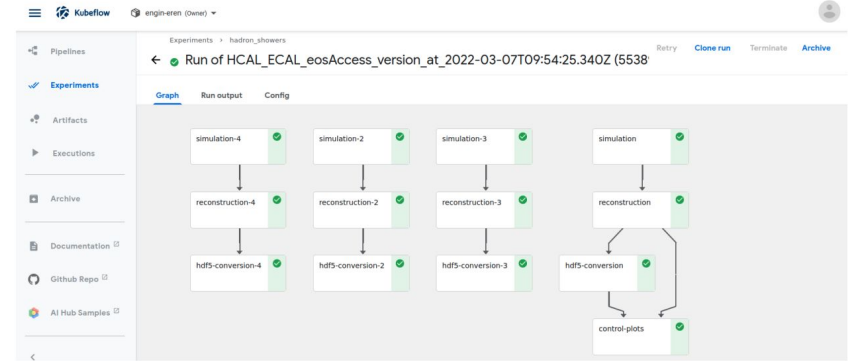 Kubeflow
engin-eren (Owner)
Pipelines
Experiments
Artifacts
Executions
Archive
Documentation
Github Repo
AI Hub Samples
Experiments > hadron_showers
Run of HCAL_ECAL_eosAccess_version_at_2022-03-07T09:54:25.340Z (5538
Retry Clone run Terminate Archive
Graph Run output Config
simulation-4 simulation-2 simulation-3 simulation
reconstruction-4 reconstruction-2 reconstruction-3 reconstruction
hdf5-conversion-4 hdf5-conversion-2 hdf5-conversion-3 hdf5-conversion
control-plots